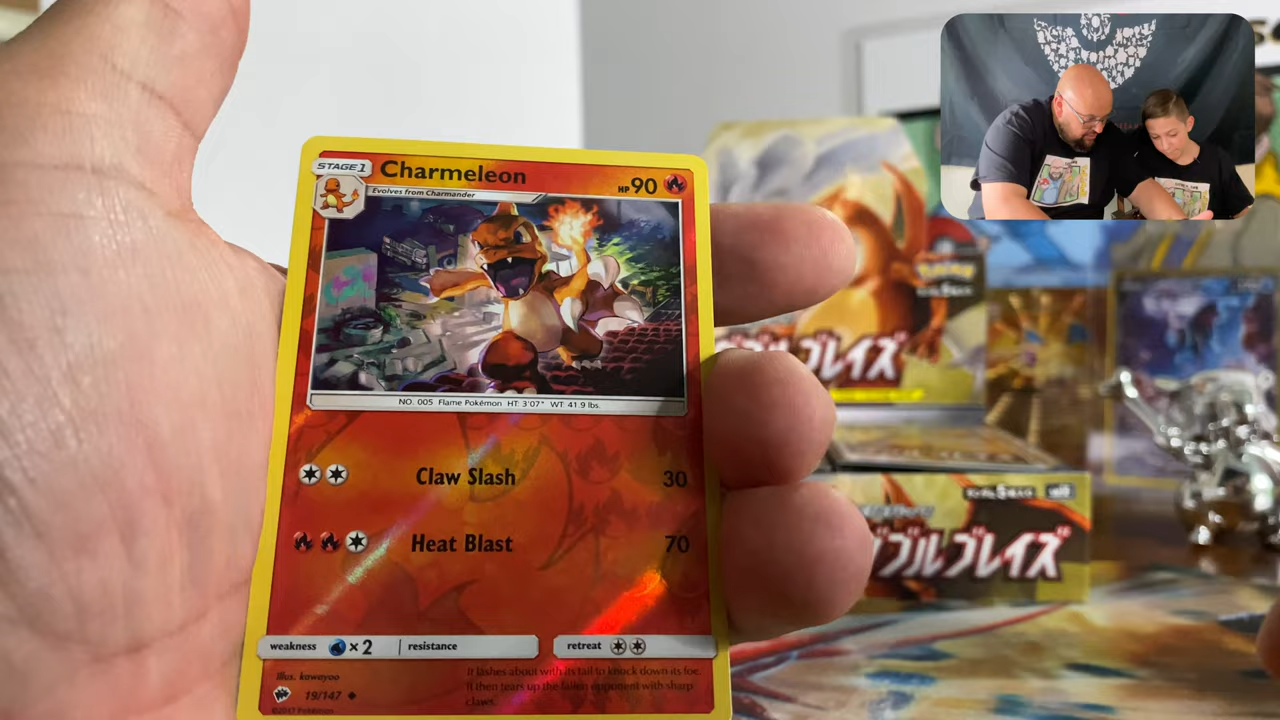 STAGE 1
Charmeleon
HP 90
Evolves from Charmander
NO. 005 Flame Pokémon HT: 3'07" WT: 41.9 lbs.
Claw Slash 30
Heat Blast 70
weakness ×2 resistance retreat
Illus. kawayoo
It lashes about with its tail to knock down its foe.
It then tears up the fallen opponent with sharp
claws.
19/147
©2017 Pokémon
ブレイズ
ブルブレイズ